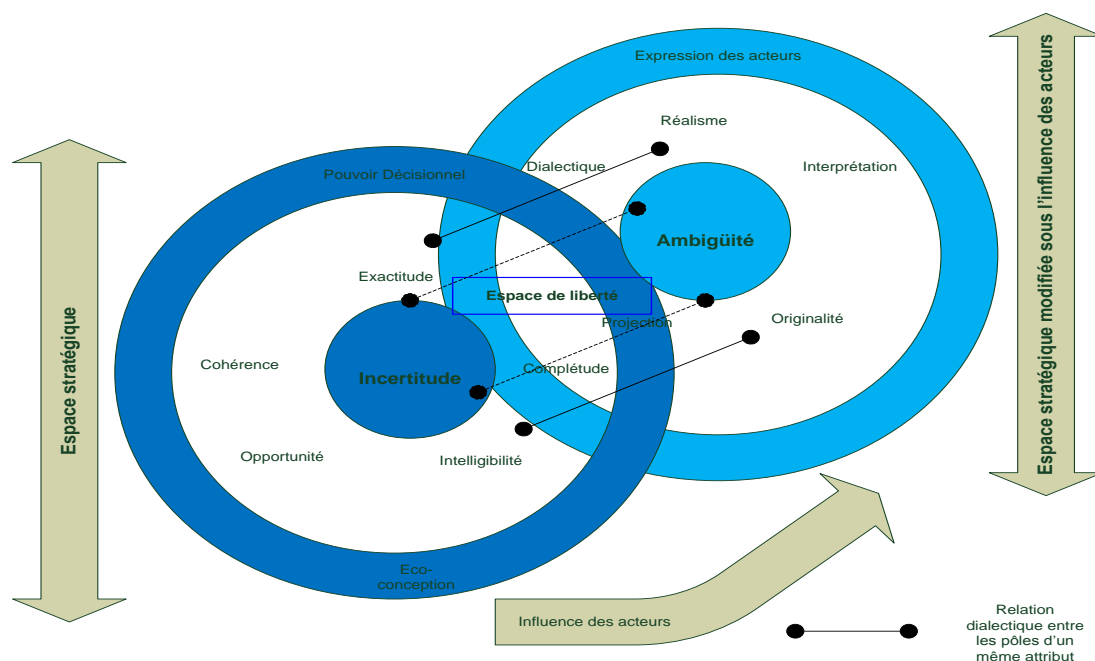 Expression des acteurs
Réalisme
Dialectique
Interprétation
Pouvoir Décisionnel
Ambigüité
Exactitude
Espace de liberté
Projection
Originalité
Cohérence
Incertitude
Complétude
Opportunité
Intelligibilité
Eco-
conception
Influence des acteurs
Espace stratégique
Espace stratégique modifiée sous l'influence des acteurs
Relation
dialectique entre
les pôles d'un
même attribut